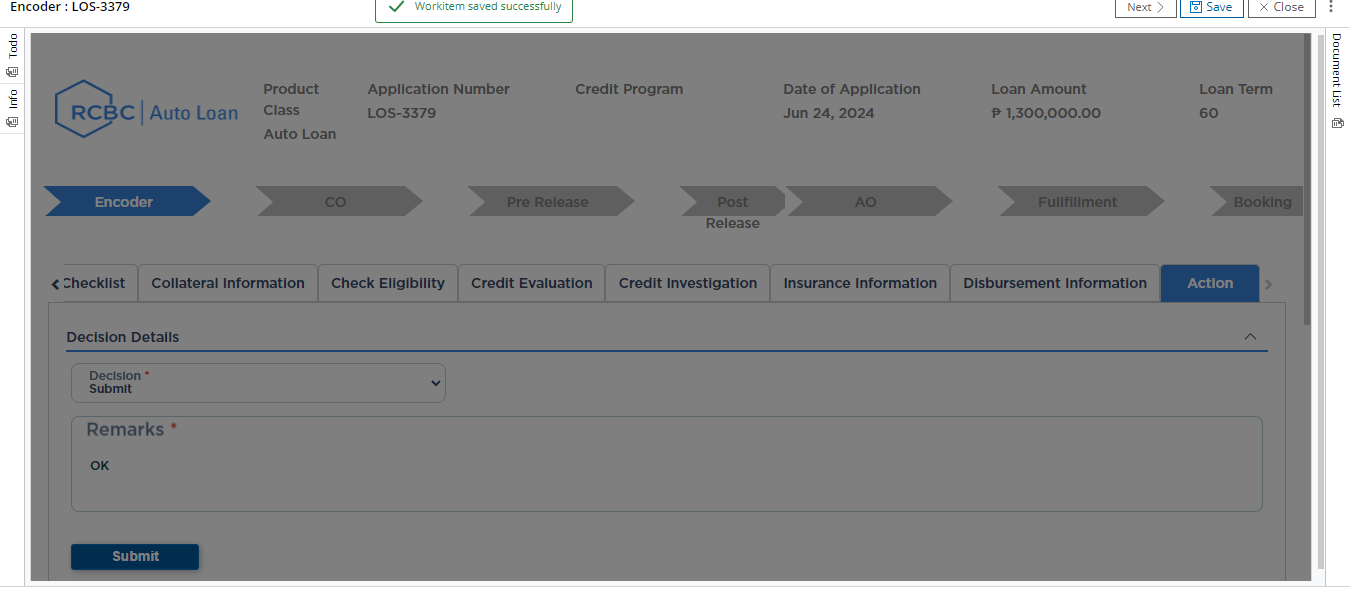 Encoder : LOS-3379
Workitem saved successfully
Next
Save
Close
Todo
Info
Document List
RCBC | Auto Loan
Product Class
Auto Loan
Application Number
LOS-3379
Credit Program
Date of Application
Jun 24, 2024
Loan Amount
₱ 1,300,000.00
Loan Term
60
Encoder
CO
Pre Release
Post
Release
AO
Fullfillment
Booking
Checklist
Collateral Information
Check Eligibility
Credit Evaluation
Credit Investigation
Insurance Information
Disbursement Information
Action
Decision Details
Decision *
Submit
Remarks *
OK
Submit